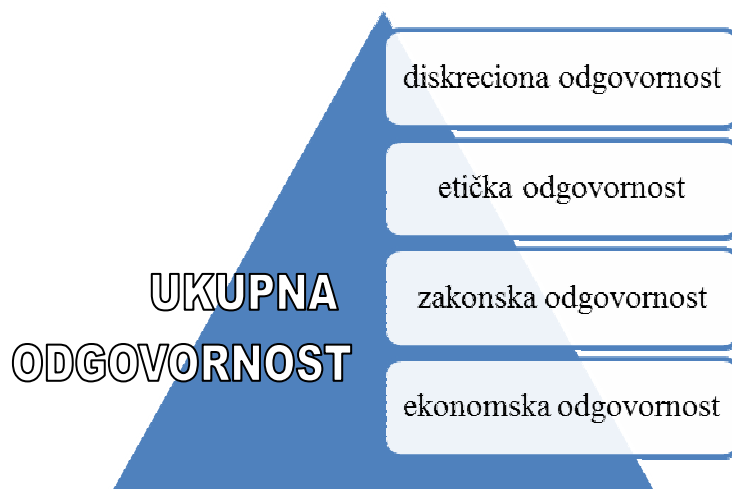 diskreciona odgovornost
etička odgovornost
zakonska odgovornost
ekonomska odgovornost
UKUPNA
ODGOVORNOST